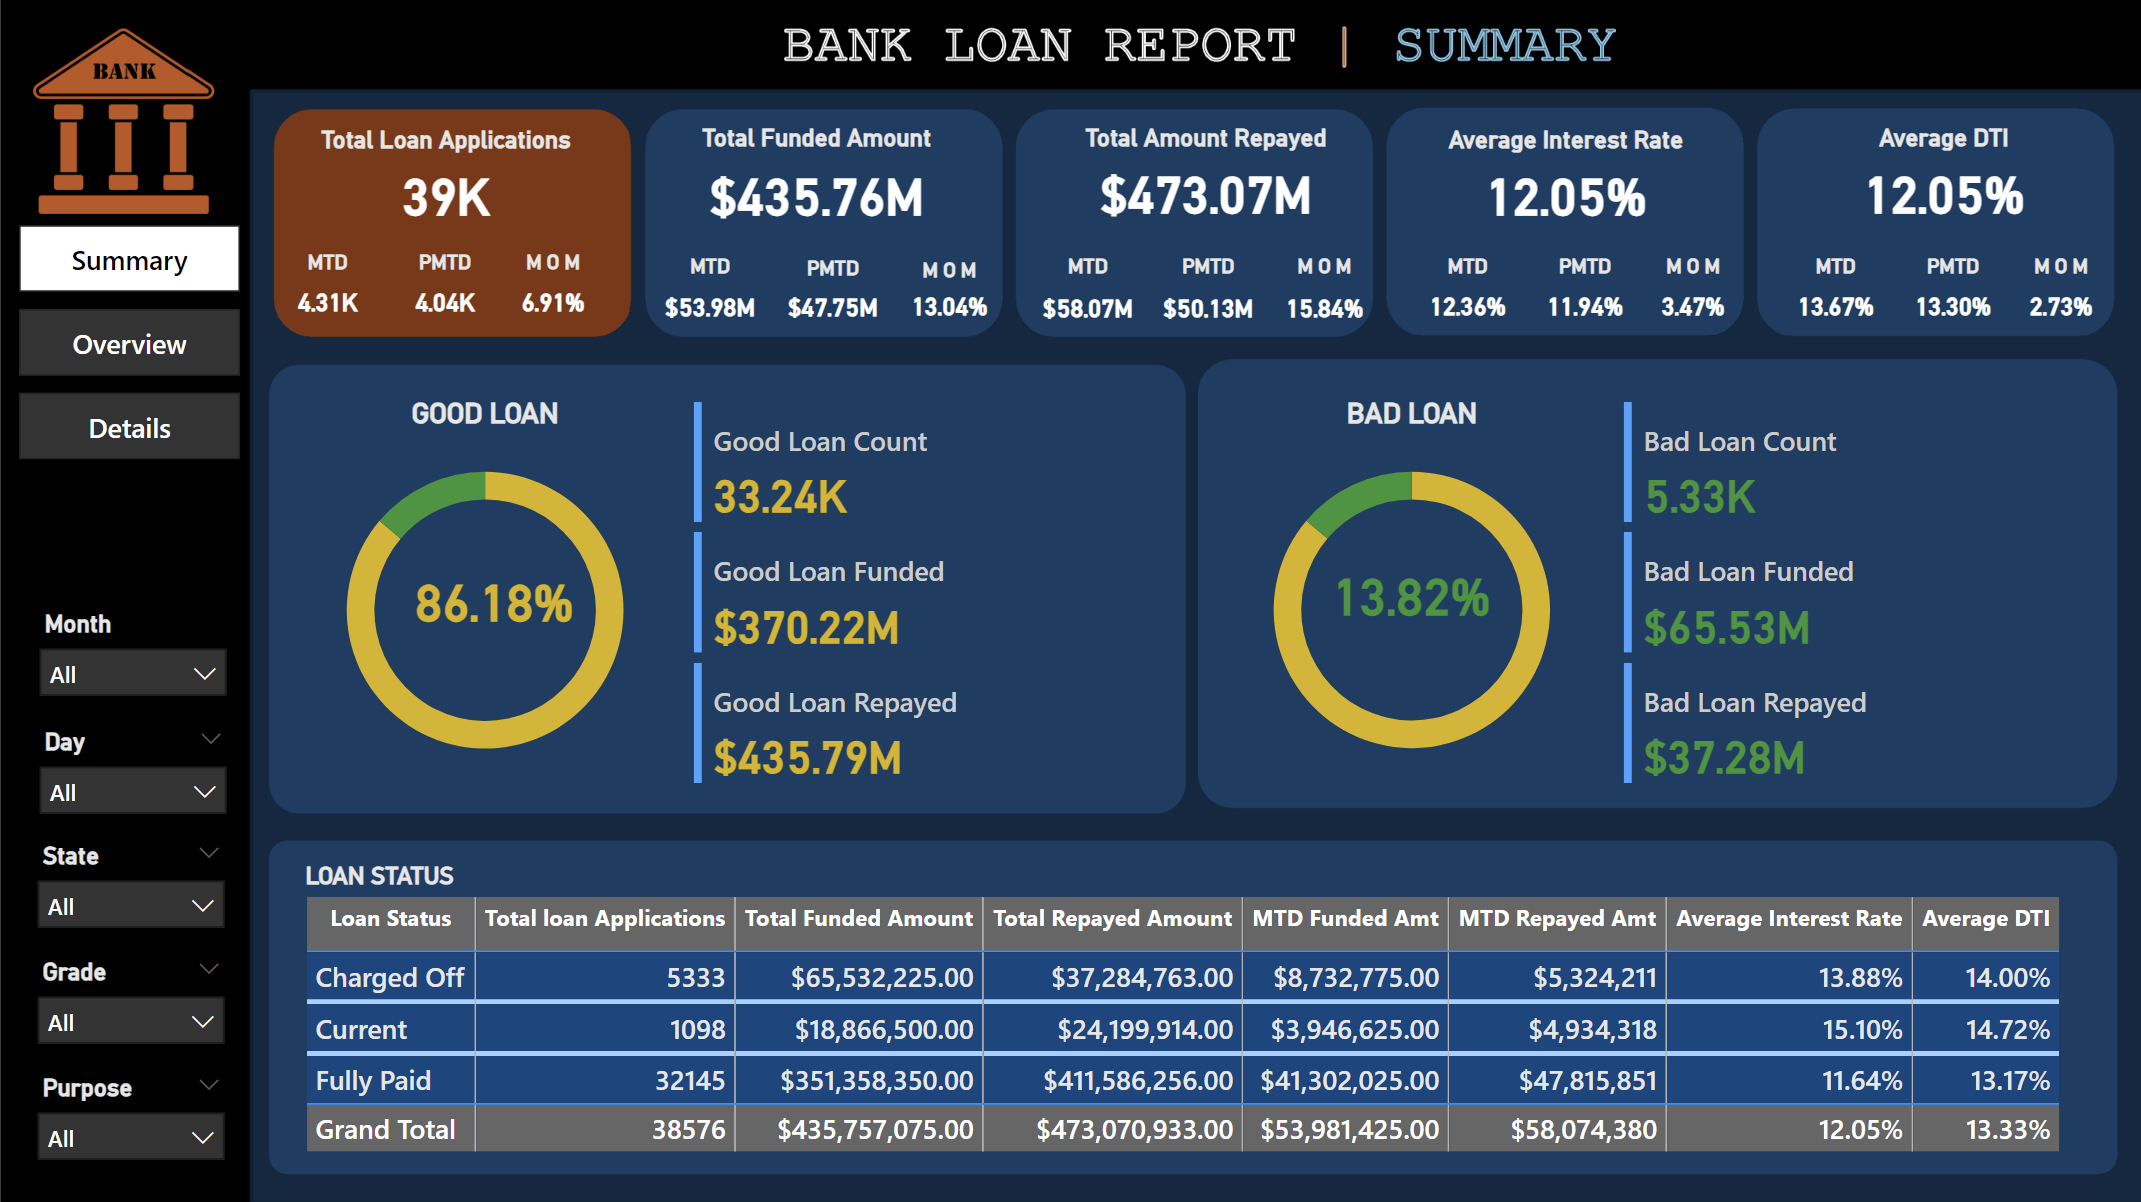 BANK LOAN REPORT | SUMMARY
BANK
Summary
Overview
Details
Month
All
Day
All
State
All
Grade
All
Purpose
All
Total Loan Applications
39K
MTD PMTD M O M
4.31K 4.04K 6.91%
Total Funded Amount
$435.76M
MTD PMTD M O M
$53.98M $47.75M 13.04%
Total Amount Repayed
$473.07M
MTD PMTD M O M
$58.07M $50.13M 15.84%
Average Interest Rate
12.05%
MTD PMTD M O M
12.36% 11.94% 3.47%
Average DTI
12.05%
MTD PMTD M O M
13.67% 13.30% 2.73%
GOOD LOAN
86.18%
Good Loan Count
33.24K
Good Loan Funded
$370.22M
Good Loan Repayed
$435.79M
BAD LOAN
13.82%
Bad Loan Count
5.33K
Bad Loan Funded
$65.53M
Bad Loan Repayed
$37.28M
LOAN STATUS
Loan Status Total loan Applications Total Funded Amount Total Repayed Amount MTD Funded Amt MTD Repayed Amt Average Interest Rate Average DTI
Charged Off 5333 $65,532,225.00 $37,284,763.00 $8,732,775.00 $5,324,211 13.88% 14.00%
Current 1098 $18,866,500.00 $24,199,914.00 $3,946,625.00 $4,934,318 15.10% 14.72%
Fully Paid 32145 $351,358,350.00 $411,586,256.00 $41,302,025.00 $47,815,851 11.64% 13.17%
Grand Total 38576 $435,757,075.00 $473,070,933.00 $53,981,425.00 $58,074,380 12.05% 13.33%